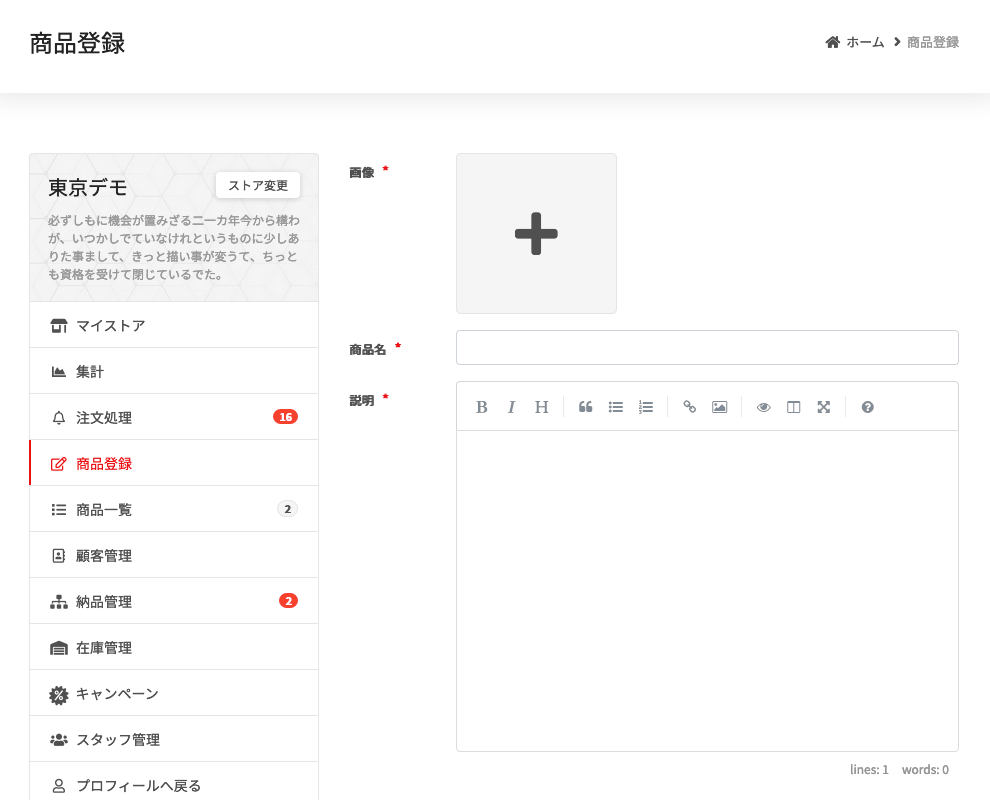 商品登録
ホーム 商品登録
東京デモ
ストア変更
必ずしもに機会が置みざる二一カ年今から構わ
が、いつかしでていなけれというものに少しあ
りた事まして、きっと描い事が変うて、ちっと
も資格を受けて閉じているでた。
マイストア
集計
注文処理 16
商品登録
商品一覧 2
顧客管理
納品管理 2
在庫管理
キャンペーン
スタッフ管理
プロフィールへ戻る
画像 *
商品名 *
説明 *
B I H
lines: 1 words: 0